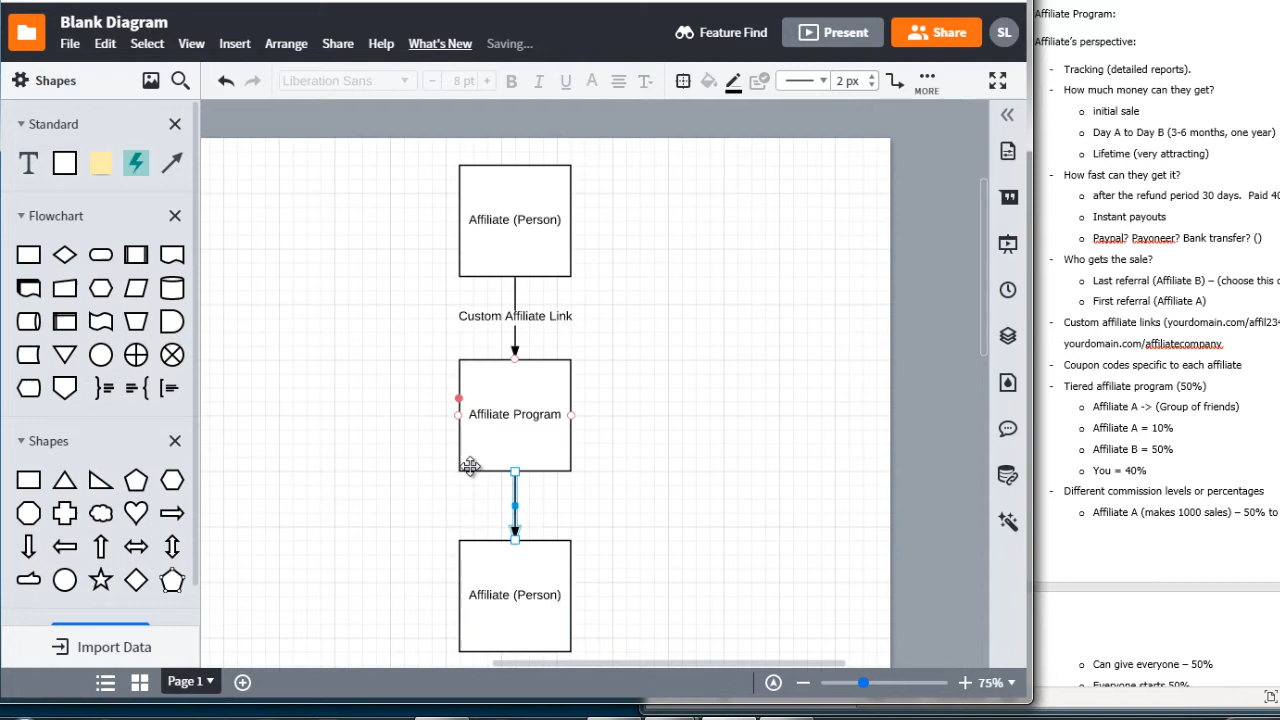 Blank Diagram
File Edit Select View Insert Arrange Share Help What's New Saving...
Feature Find
Present
Share
SL
Shapes
Liberation Sans
8 pt
B I U A T
2 px
MORE
Standard
T
Flowchart
Shapes
Import Data
Affiliate (Person)
Custom Affiliate Link
Affiliate Program
Affiliate (Person)
Page 1
75%
Affiliate Program:
Affiliate's perspective:
- Tracking (detailed reports).
- How much money can they get?
o initial sale
o Day A to Day B (3-6 months, one year)
o Lifetime (very attracting)
- How fast can they get it?
o after the refund period 30 days. Paid 40
o Instant payouts
o Paypal? Payoneer? Bank transfer? ()
- Who gets the sale?
o Last referral (Affiliate B) – (choose this o
o First referral (Affiliate A)
- Custom affiliate links (yourdomain.com/affil234
yourdomain.com/affiliatecompany
- Coupon codes specific to each affiliate
- Tiered affiliate program (50%)
o Affiliate A -> (Group of friends)
o Affiliate A = 10%
o Affiliate B = 50%
o You = 40%
- Different commission levels or percentages
o Affiliate A (makes 1000 sales) – 50% to
o Can give everyone – 50%
o Everyone starts 50%